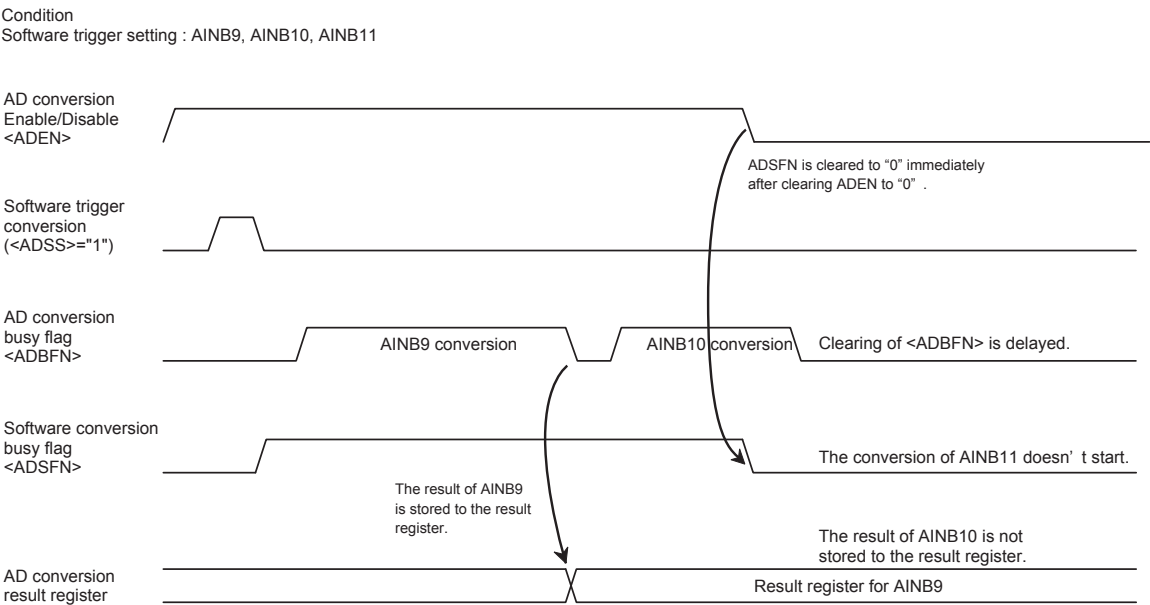 Condition
Software trigger setting : AINB9, AINB10, AINB11
AD conversion
Enable/Disable
<ADEN>
ADSFN is cleared to “0” immediately
after clearing ADEN to “0” .
Software trigger
conversion
(<ADSS>="1")
AD conversion
busy flag
<ADBFN>
AINB9 conversion
AINB10 conversion
Clearing of <ADBFN> is delayed.
Software conversion
busy flag
<ADSFN>
The conversion of AINB11 doesn’ t start.
The result of AINB9
is stored to the result
register.
The result of AINB10 is not
stored to the result register.
AD conversion
result register
Result register for AINB9